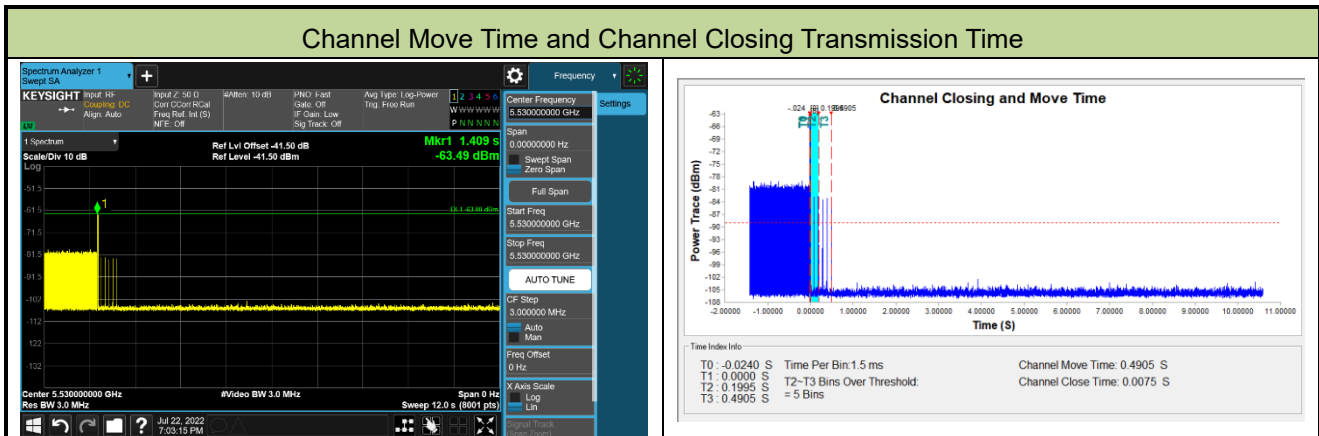 Channel Move Time and Channel Closing Transmission Time
Spectrum Analyzer 1
Swept SA
+
Frequency
KEYSIGHT
Input: RF
Coupling: DC
Align: Auto
Input Z: 50 Ω
Corr CCorr RCal
Freq Ref: Int (S)
NFE: Off
#Atten: 10 dB
PNO: Fast
Gate: Off
IF Gain: Low
Sig Track: Off
Avg Type: Log-Power
Trig: Free Run
1 2 3 4 5 6
W W W W W W
P N N N N N
1 Spectrum
Scale/Div 10 dB
Log
Ref Lvl Offset -41.50 dB
Ref Level -41.50 dBm
Mkr1 1.409 s
-63.49 dBm
1
-51.5
-61.5
-71.5
-81.5
-91.5
-102
-112
-122
-132
Center 5.530000000 GHz
Res BW 3.0 MHz
#Video BW 3.0 MHz
Span 0 Hz
Sweep 12.0 s (8001 pts)
Jul 22, 2022
7:03:15 PM
?
Settings
Center Frequency
5.530000000 GHz
Span
0.00000000 Hz
Swept Span
Zero Span
Full Span
Start Freq
5.530000000 GHz
Stop Freq
5.530000000 GHz
AUTO TUNE
CF Step
3.000000 MHz
Auto
Man
Freq Offset
0 Hz
X Axis Scale
Log
Lin
Signal Track
(Span Zoom)
Channel Closing and Move Time
Power Trace (dBm)
-63
-66
-69
-72
-75
-78
-81
-84
-87
-90
-93
-96
-99
-102
-105
-108
-2.00000 -1.00000 0.00000 1.00000 2.00000 3.00000 4.00000 5.00000 6.00000 7.00000 8.00000 9.00000 10.00000 11.00000
Time (S)
Time Index Info
T0 : -0.0240 S
T1 : 0.0000 S
T2 : 0.1995 S
T3 : 0.4905 S
Time Per Bin:1.5 ms
T2~T3 Bins Over Threshold:
= 5 Bins
Channel Move Time: 0.4905 S
Channel Close Time: 0.0075 S